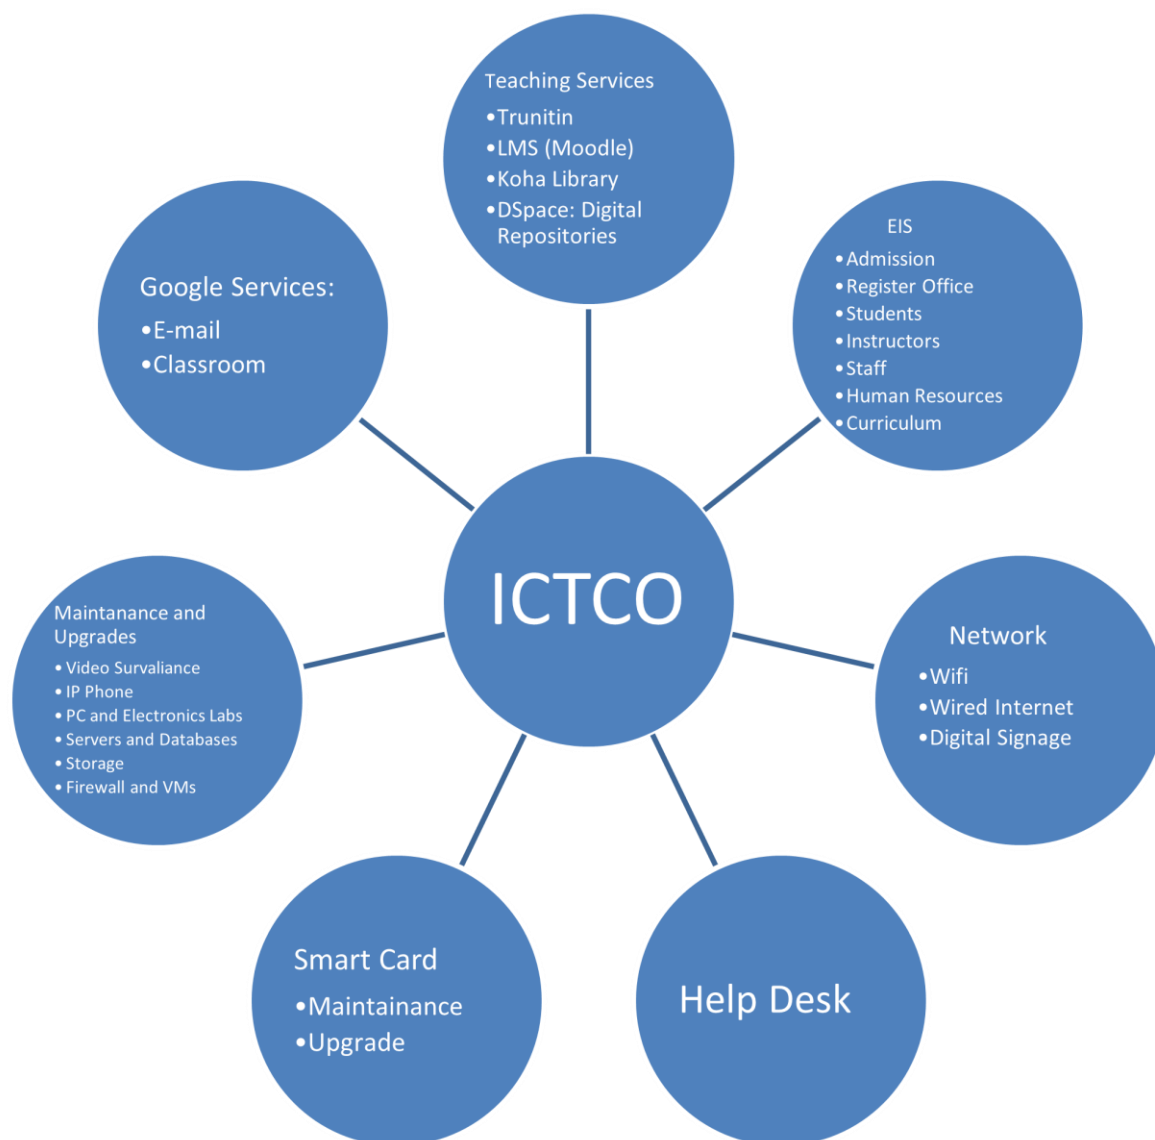 Teaching Services
•Trunitin
•LMS (Moodle)
•Koha Library
•DSpace: Digital
Repositories
EIS
•Admission
•Register Office
•Students
•Instructors
•Staff
•Human Resources
•Curriculum
Network
•Wifi
•Wired Internet
•Digital Signage
Help Desk
Smart Card
•Maintainance
•Upgrade
Maintanance and
Upgrades
•Video Survaliance
•IP Phone
•PC and Electronics Labs
•Servers and Databases
•Storage
•Firewall and VMs
Google Services:
•E-mail
•Classroom
ICTCO